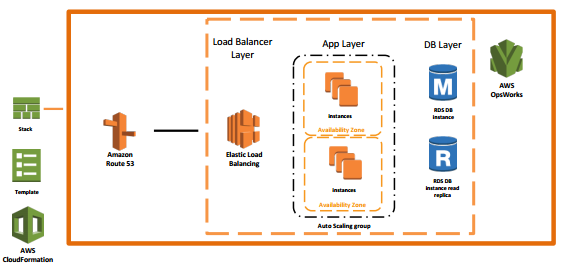 Load Balancer
Layer
App Layer
DB Layer
Stack
Template
AWS
CloudFormation
Amazon
Route 53
Elastic Load
Balancing
Instances
Availability Zone
Instances
Availability Zone
Auto Scaling group
M
RDS DB
instance
R
RDS DB
instance read
replica
AWS
OpsWorks